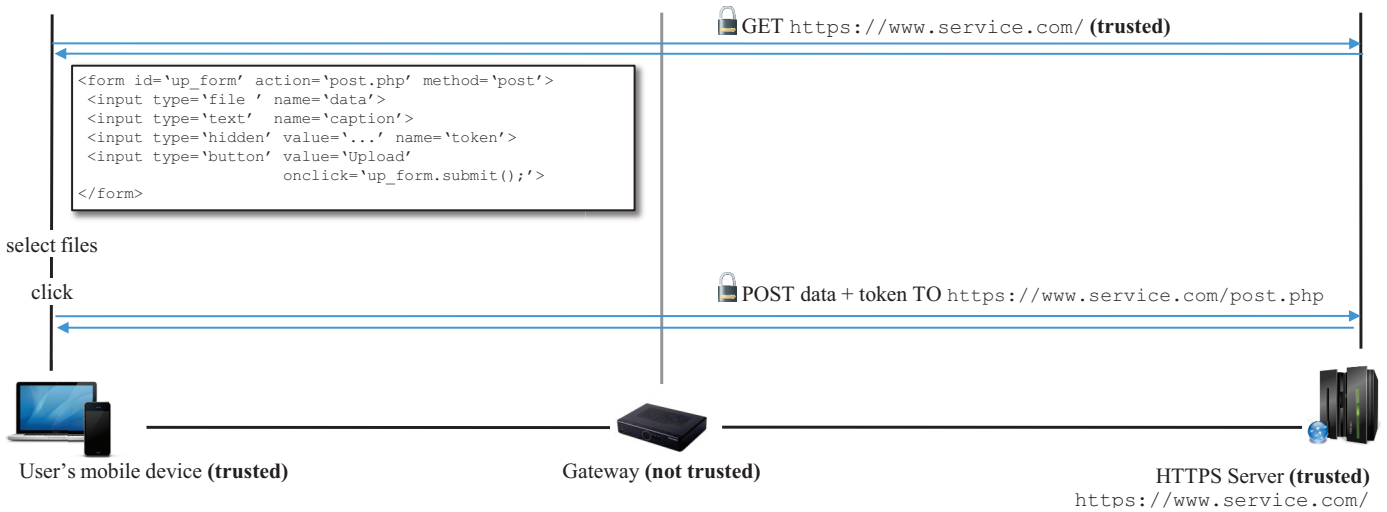 GET https://www.service.com/ (trusted)
<form id=‘up_form’ action=‘post.php’ method=‘post’>
<input type=‘file ’ name=‘data’>
<input type=‘text’ name=‘caption’>
<input type=‘hidden’ value=‘...’ name=‘token’>
<input type=‘button’ value=‘Upload’
onclick=‘up_form.submit();’>
</form>
select files
click
POST data + token TO https://www.service.com/post.php
User’s mobile device (trusted)
Gateway (not trusted)
HTTPS Server (trusted)
https://www.service.com/